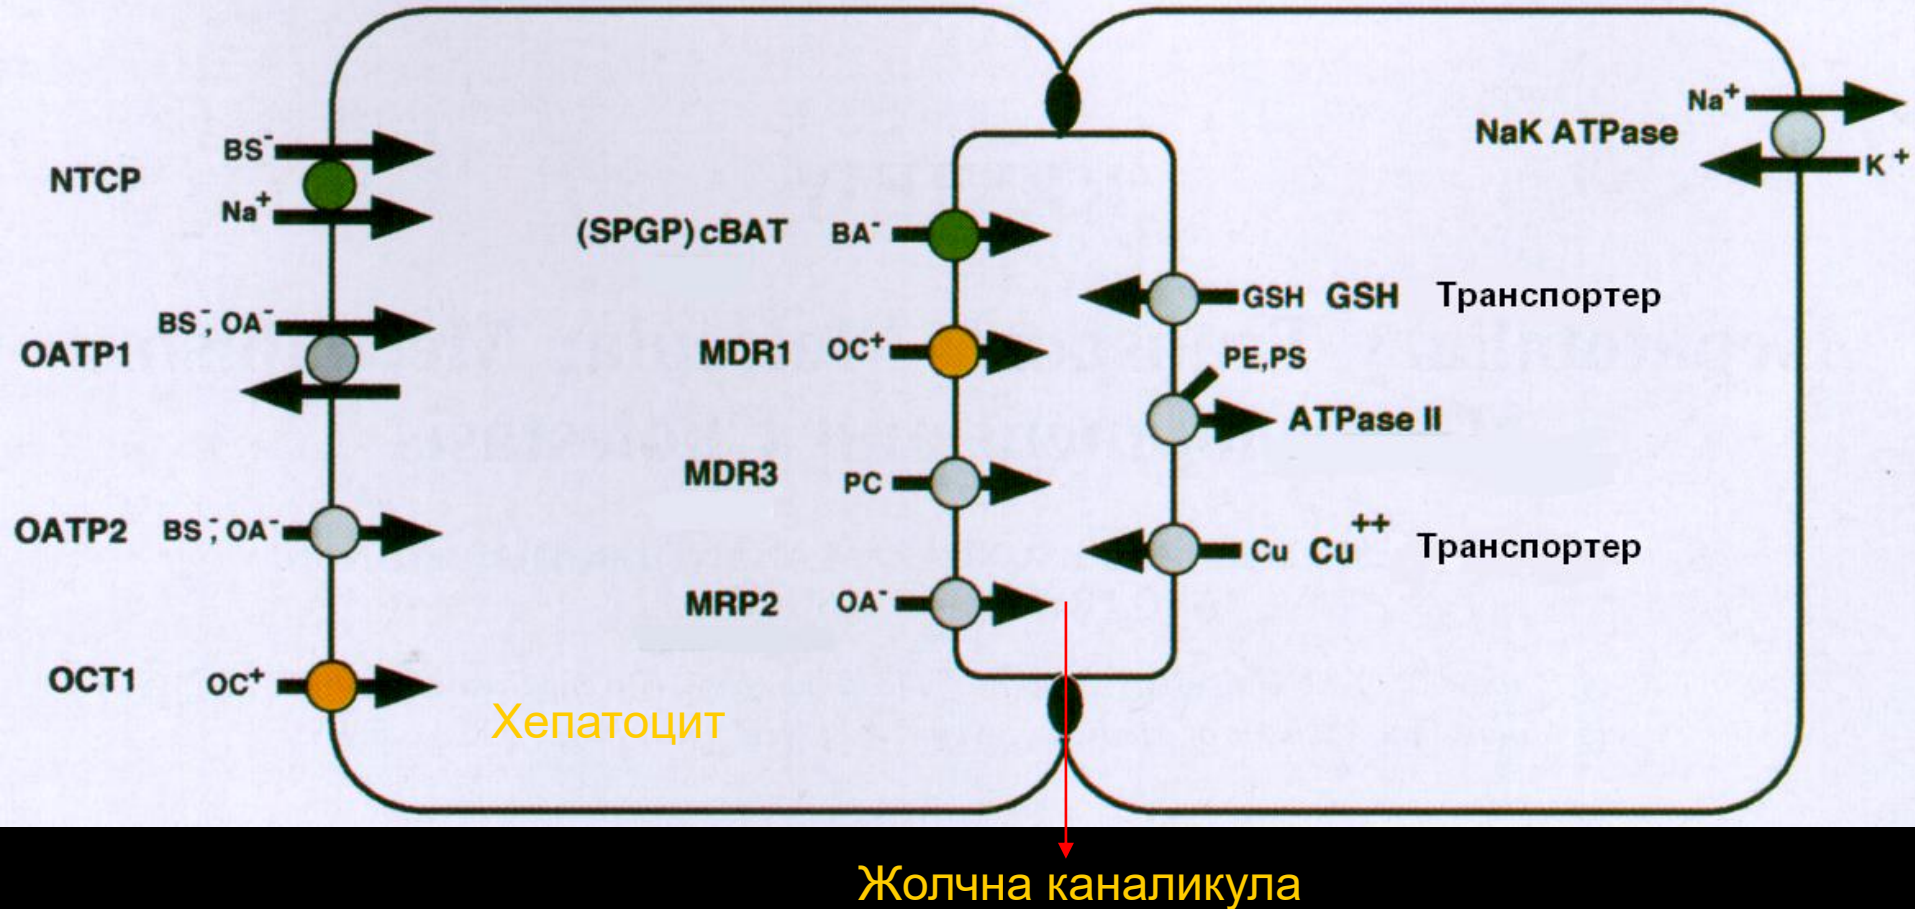 NTCP
BS⁻
Na⁺
OATP1
BS⁻, OA⁻
OATP2
BS⁻, OA⁻
OCT1
OC⁺
Хепатоцит
(SPGP) cBAT BA⁻
MDR1 OC⁺
MDR3 PC
MRP2 OA⁻
Na⁺
NaK ATPase
K⁺
GSH GSH Транспортер
PE,PS
ATPase II
Cu Cu⁺⁺ Транспортер
Жолчна каналикула